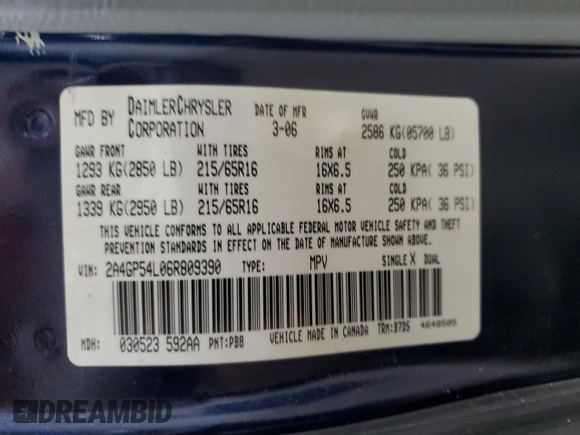 MFD BY DAIMLERCHRYSLER CORPORATION DATE OF MFR 3-06 GVWR 2586 KG(05700 LB)
GAWR FRONT WITH TIRES RIMS AT COLD
1293 KG(2850 LB) 215/65R16 16X6.5 250 KPA( 36 PSI)
GAWR REAR WITH TIRES RIMS AT COLD
1339 KG(2950 LB) 215/65R16 16X6.5 250 KPA( 36 PSI)
THIS VEHICLE CONFORMS TO ALL APPLICABLE FEDERAL MOTOR VEHICLE SAFETY AND THEFT
PREVENTION STANDARDS IN EFFECT ON THE DATE OF MANUFACTURE SHOWN ABOVE.
VIN: 2A4GP54L06R809390 TYPE: MPV SINGLE X DUAL
MDH: 030523 592AA PNT:PB8 VEHICLE MADE IN CANADA TRM:B7D5 4648505
DREAMBID